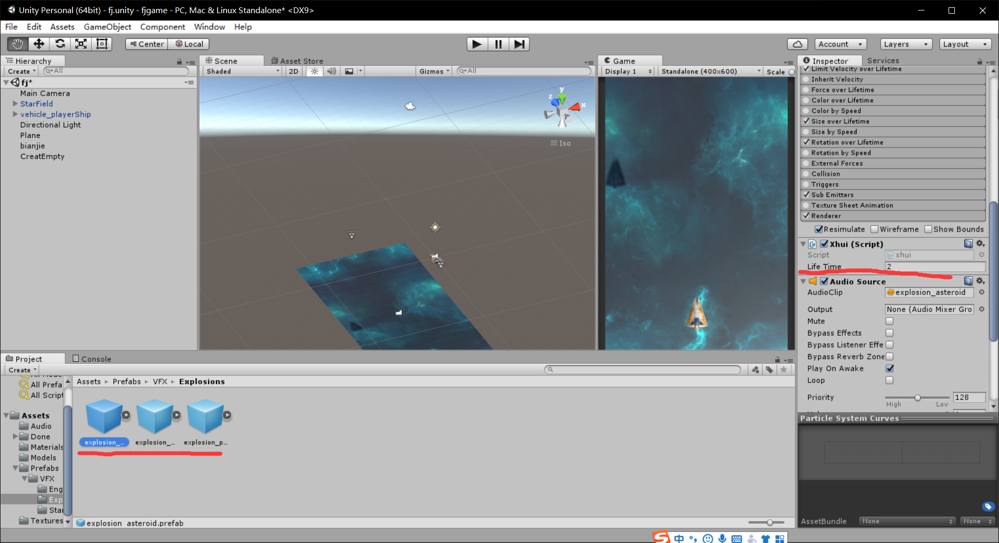 Unity Personal (64bit) - fj.unity - fjgame - PC, Mac & Linux Standalone* <DX9>
File Edit Assets GameObject Component Window Help
Center Local Account Layers Layout
Hierarchy
Create All
fj*
Main Camera
StarField
vehicle_playerShip
Directional Light
Plane
bianjie
CreatEmpty
Scene Asset Store
Shaded 2D Gizmos All
y
z
x
Iso
Game
Display 1 Standalone (400x600) Scale
Inspector Services
Limit Velocity over Lifetime
Inherit Velocity
Force over Lifetime
Color over Lifetime
Color by Speed
Size over Lifetime
Size by Speed
Rotation over Lifetime
Rotation by Speed
External Forces
Collision
Triggers
Sub Emitters
Texture Sheet Animation
Renderer
Resimulate Wireframe Show Bounds
Xhui (Script)
Script xhui
Life Time 2
Audio Source
AudioClip explosion_asteroid
Output None (Audio Mixer Gro
Mute
Bypass Effects
Bypass Listener Effe
Bypass Reverb Zone
Play On Awake
Loop
Priority 128
High Low
Particle System Curves
AssetBundle None None
Project Console
Create
All Prefa
All Script
Assets
Audio
Done
Materials
Models
Prefabs
VFX
Eng
Exp
Star
Textures
Assets Prefabs VFX Explosions
explosion_... explosion_... explosion_p...
explosion_asteroid.prefab
S 中